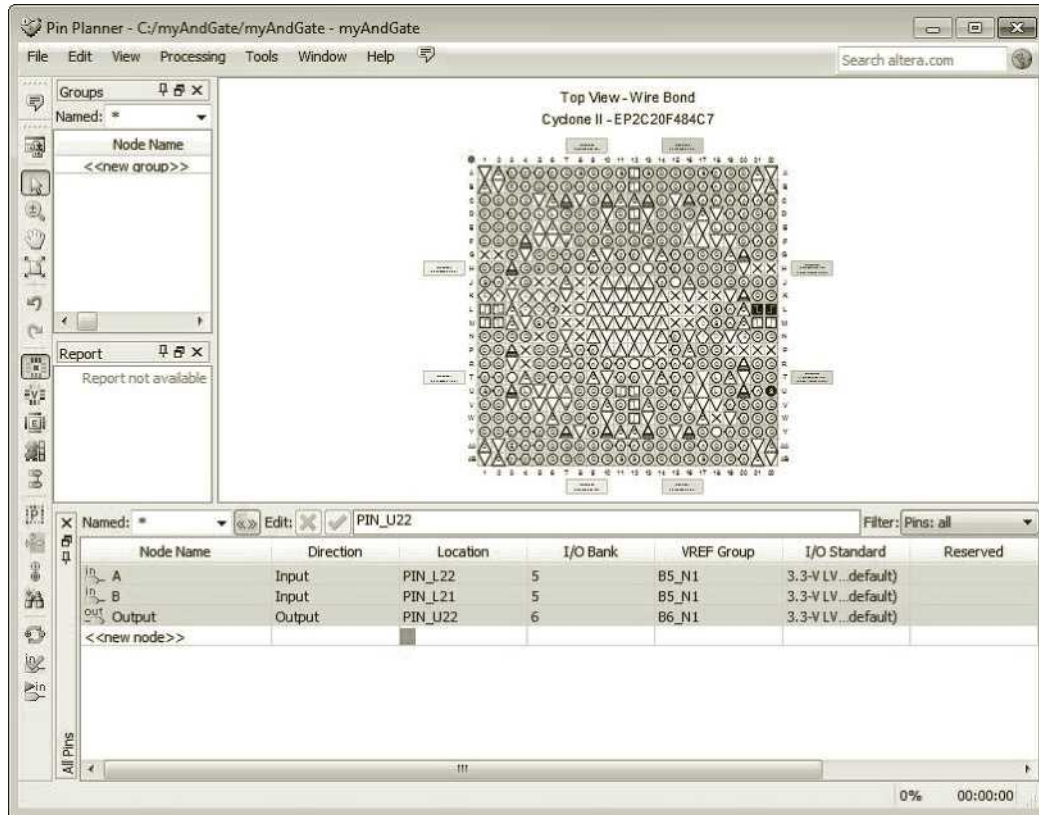 Pin Planner - C:/myAndGate/myAndGate - myAndGate
File Edit View Processing Tools Window Help
Search altera.com
Groups
Named: *
Node Name
<<new group>>
Report
Report not available
Top View - Wire Bond
Cyclone II - EP2C20F484C7
Named: * Edit: PIN_U22 Filter: Pins: all
Node Name Direction Location I/O Bank VREF Group I/O Standard Reserved
in A Input PIN_L22 5 B5_N1 3.3-V LV...default)
in B Input PIN_L21 5 B5_N1 3.3-V LV...default)
out Output Output PIN_U22 6 B6_N1 3.3-V LV...default)
<<new node>>
All Pins
0% 00:00:00